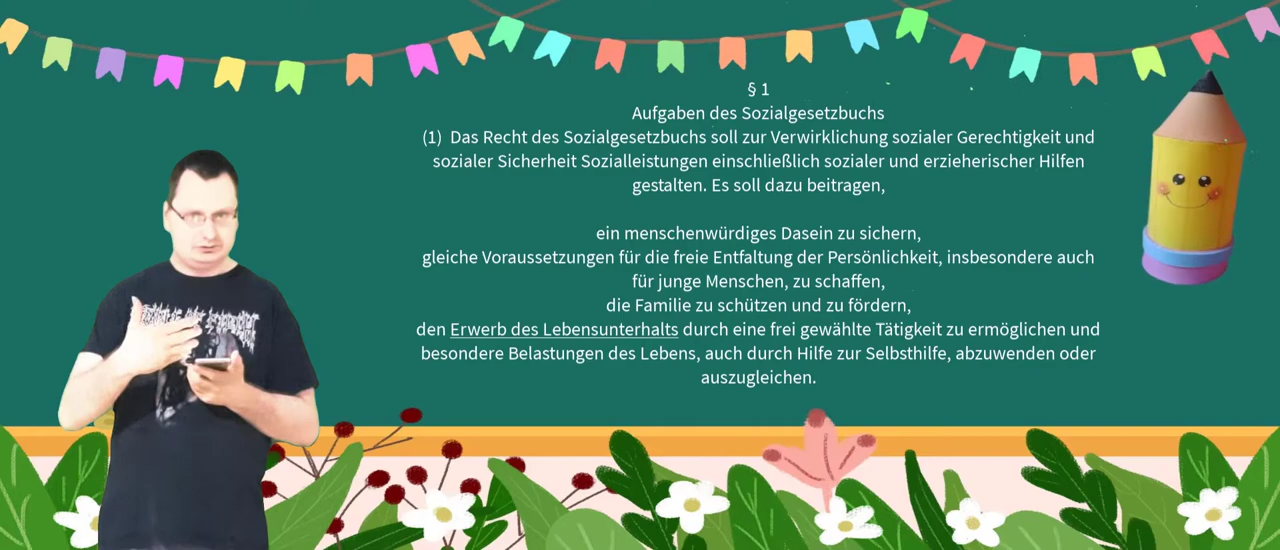 § 1
Aufgaben des Sozialgesetzbuchs
(1) Das Recht des Sozialgesetzbuchs soll zur Verwirklichung sozialer Gerechtigkeit und
sozialer Sicherheit Sozialleistungen einschließlich sozialer und erzieherischer Hilfen
gestalten. Es soll dazu beitragen,
ein menschenwürdiges Dasein zu sichern,
gleiche Voraussetzungen für die freie Entfaltung der Persönlichkeit, insbesondere auch
für junge Menschen, zu schaffen,
die Familie zu schützen und zu fördern,
den Erwerb des Lebensunterhalts durch eine frei gewählte Tätigkeit zu ermöglichen und
besondere Belastungen des Lebens, auch durch Hilfe zur Selbsthilfe, abzuwenden oder
auszugleichen.